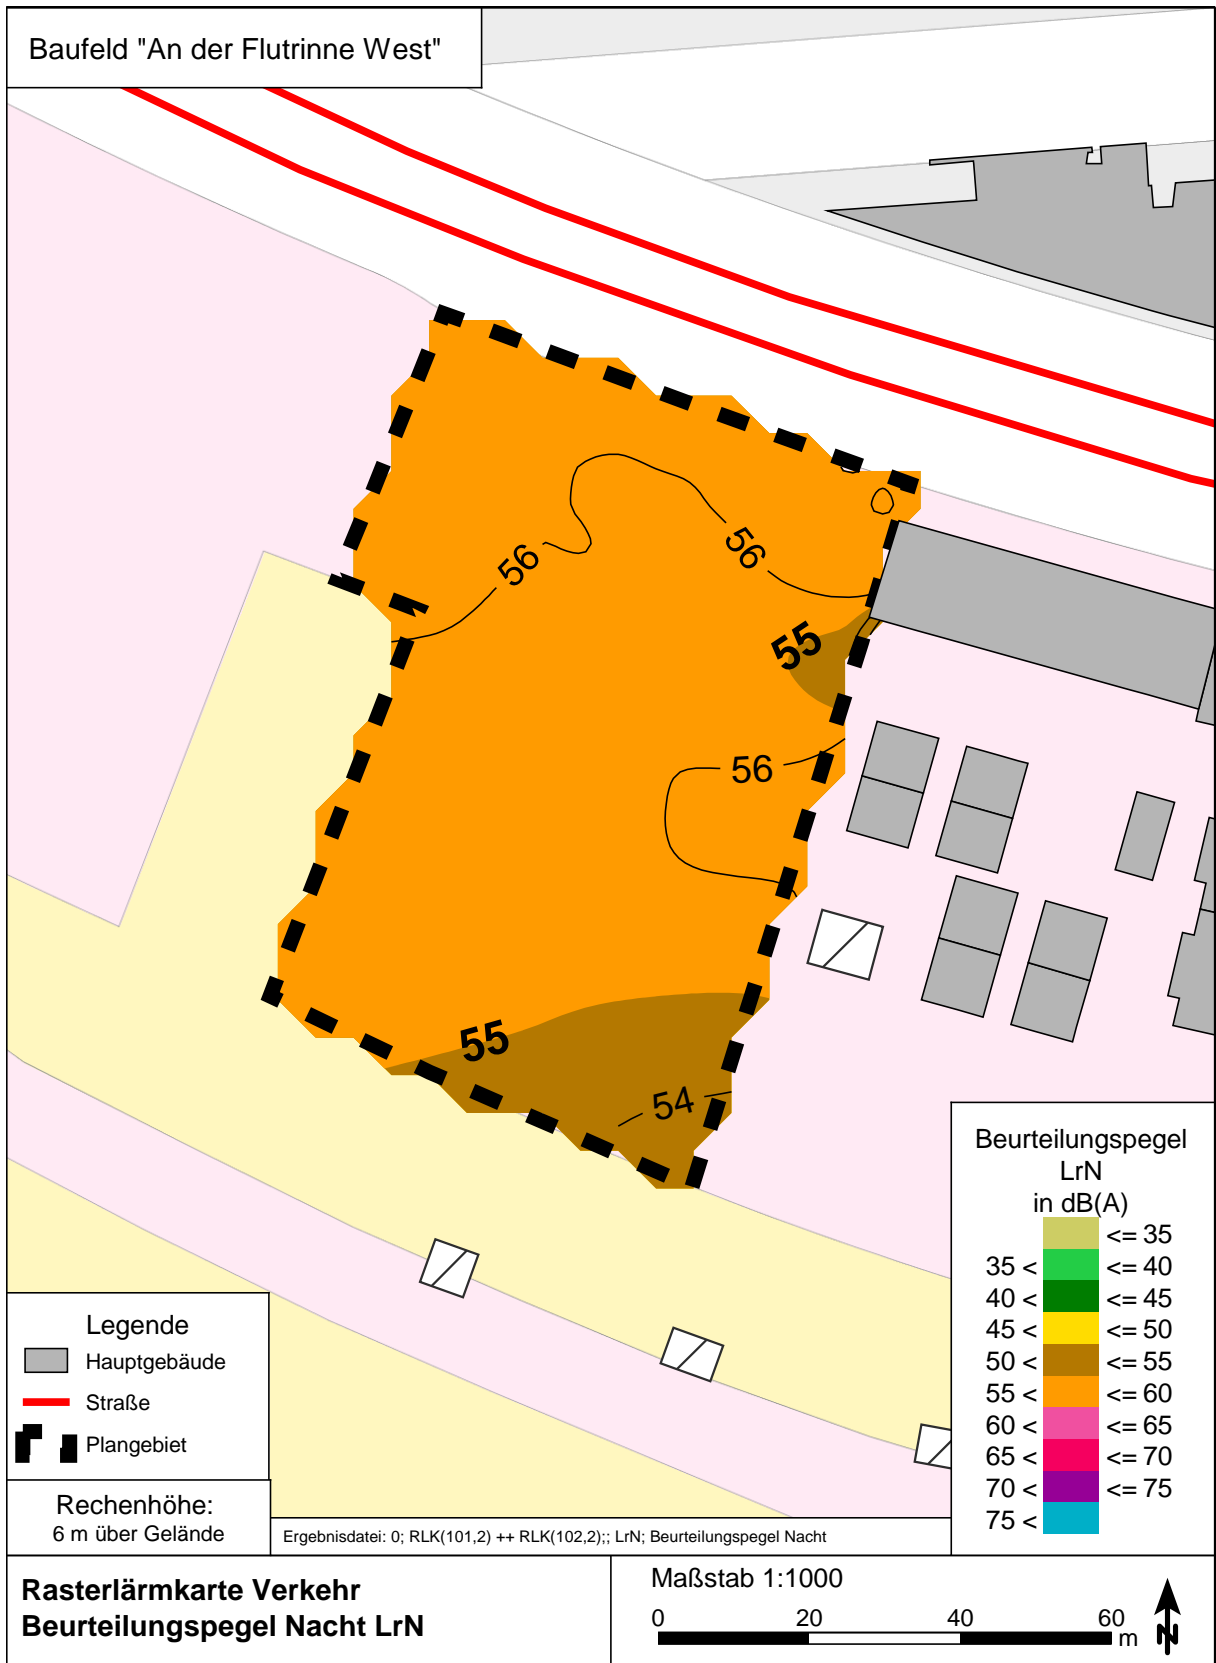 Baufeld "An der Flutrinne West"
56
56
55
56
55
54
Beurteilungspegel
LrN
in dB(A)
<= 35
35 < <= 40
40 < <= 45
45 < <= 50
50 < <= 55
55 < <= 60
60 < <= 65
65 < <= 70
70 < <= 75
75 <
Legende
Hauptgebäude
Straße
Plangebiet
Rechenhöhe:
6 m über Gelände
Ergebnisdatei: 0; RLK(101,2) ++ RLK(102,2);; LrN; Beurteilungspegel Nacht
Rasterlärmkarte Verkehr
Beurteilungspegel Nacht LrN
Maßstab 1:1000
0 20 40 60
m
N